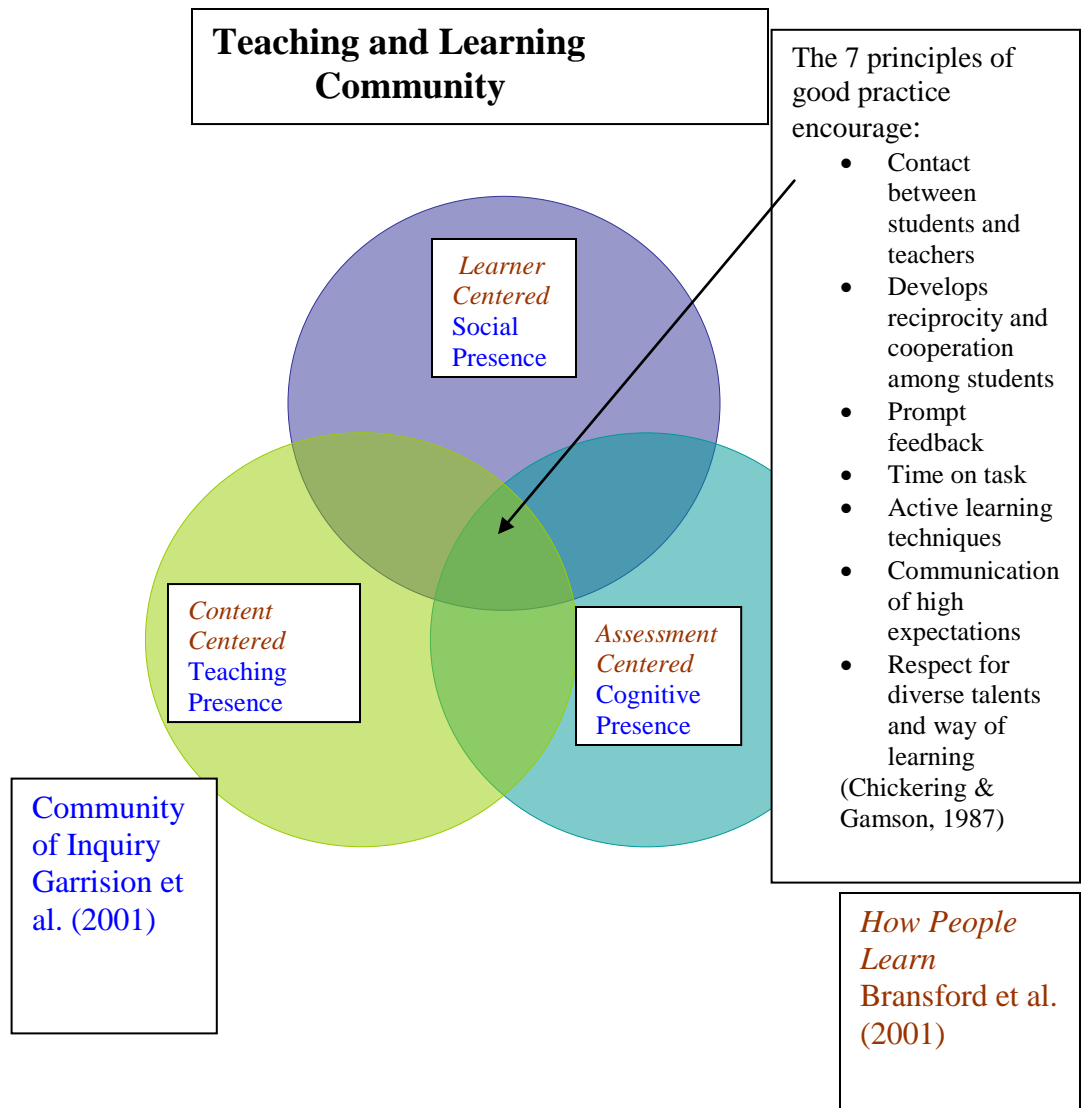 Teaching and Learning
Community
The 7 principles of
good practice
encourage:
• Contact
between
students and
teachers
• Develops
reciprocity and
cooperation
among students
• Prompt
feedback
• Time on task
• Active learning
techniques
• Communication
of high
expectations
• Respect for
diverse talents
and way of
learning
(Chickering &
Gamson, 1987)
Learner
Centered
Social
Presence
Content
Centered
Teaching
Presence
Assessment
Centered
Cognitive
Presence
Community
of Inquiry
Garrision et
al. (2001)
How People
Learn
Bransford et al.
(2001)